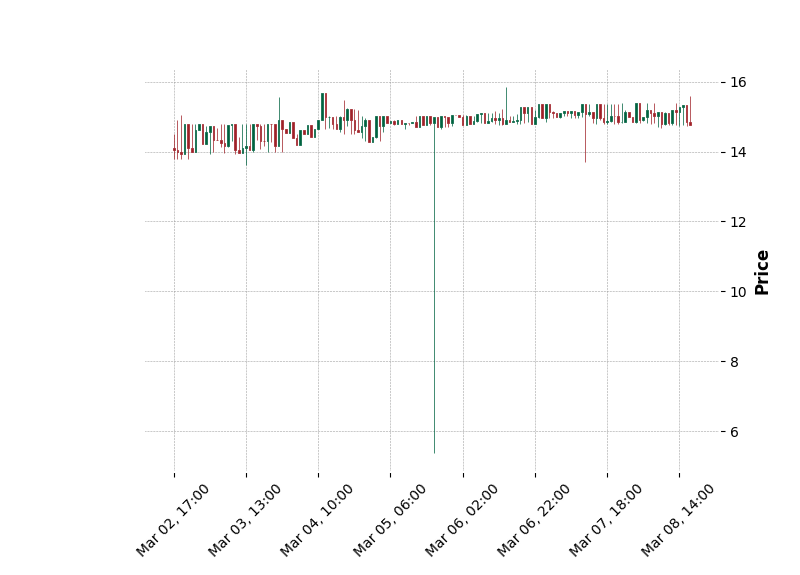 16
14
12
10
8
6
Price
Mar 02, 17:00
Mar 03, 13:00
Mar 04, 10:00
Mar 05, 06:00
Mar 06, 02:00
Mar 06, 22:00
Mar 07, 18:00
Mar 08, 14:00